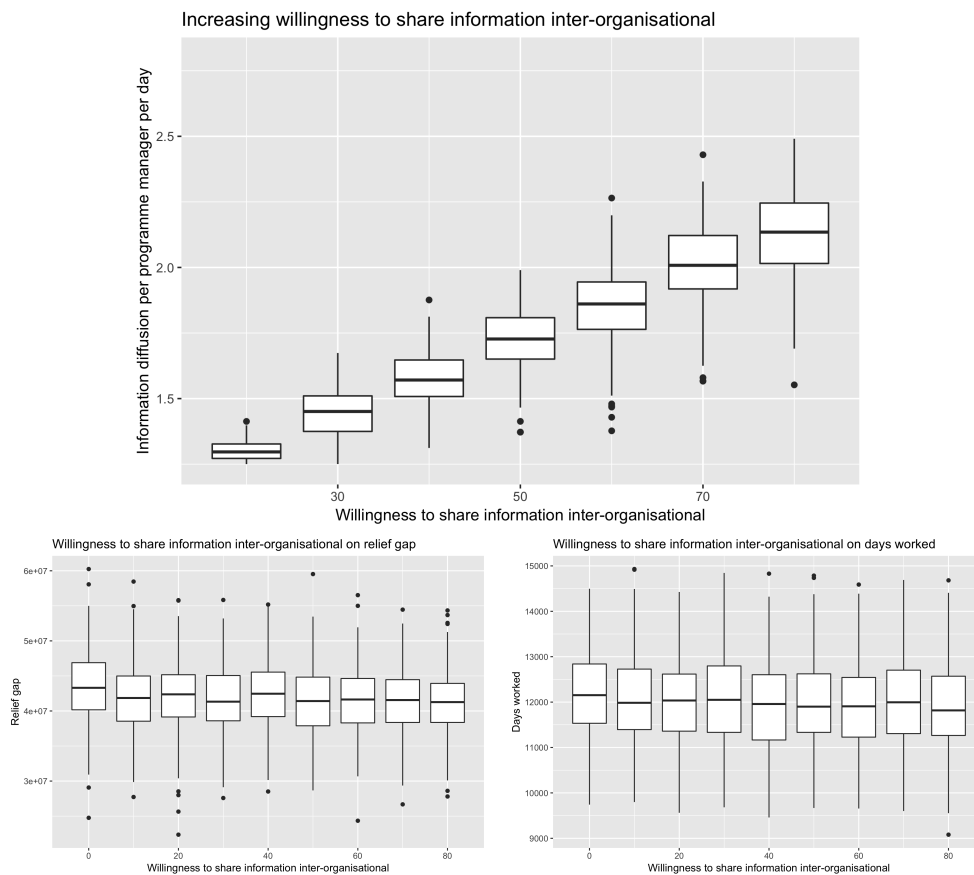 Increasing willingness to share information inter-organisational
Information diffusion per programme manager per day
2.5
2.0
1.5
30 50 70
Willingness to share information inter-organisational
Willingness to share information inter-organisational on relief gap
Relief gap
6e+07
5e+07
4e+07
3e+07
0 20 40 60 80
Willingness to share information inter-organisational
Willingness to share information inter-organisational on days worked
Days worked
15000
14000
13000
12000
11000
10000
9000
0 20 40 60 80
Willingness to share information inter-organisational